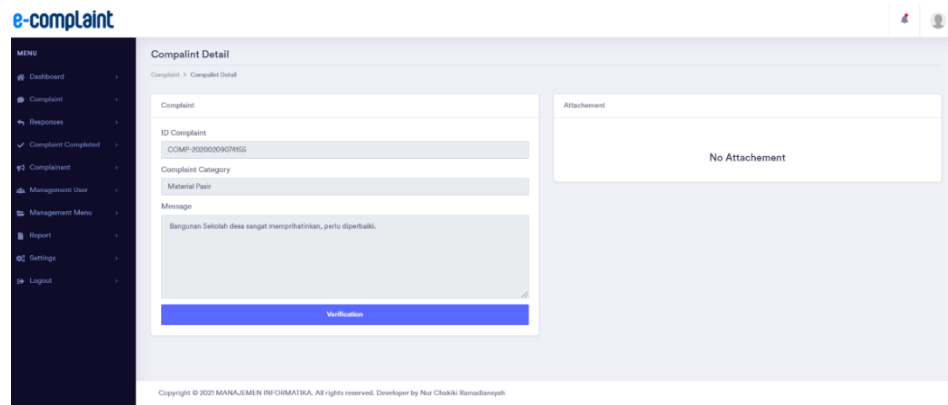 e-complaint
MENU
Dashboard
Complaint
Responses
Complaint Completed
Complainant
Management User
Management Menu
Report
Settings
Logout
Compalint Detail
Complaint > Compalint Detail
Complaint
ID Complaint
COMP-20200209074155
Complaint Category
Material Pasir
Message
Bangunan Sekolah desa sangat memprihatinkan, perlu diperbaiki.
Verification
Attachement
No Attachement
Copyright © 2021 MANAJEMEN INFORMATIKA. All rights reserved. Developer by Nur Chakiki Ramadiansyah